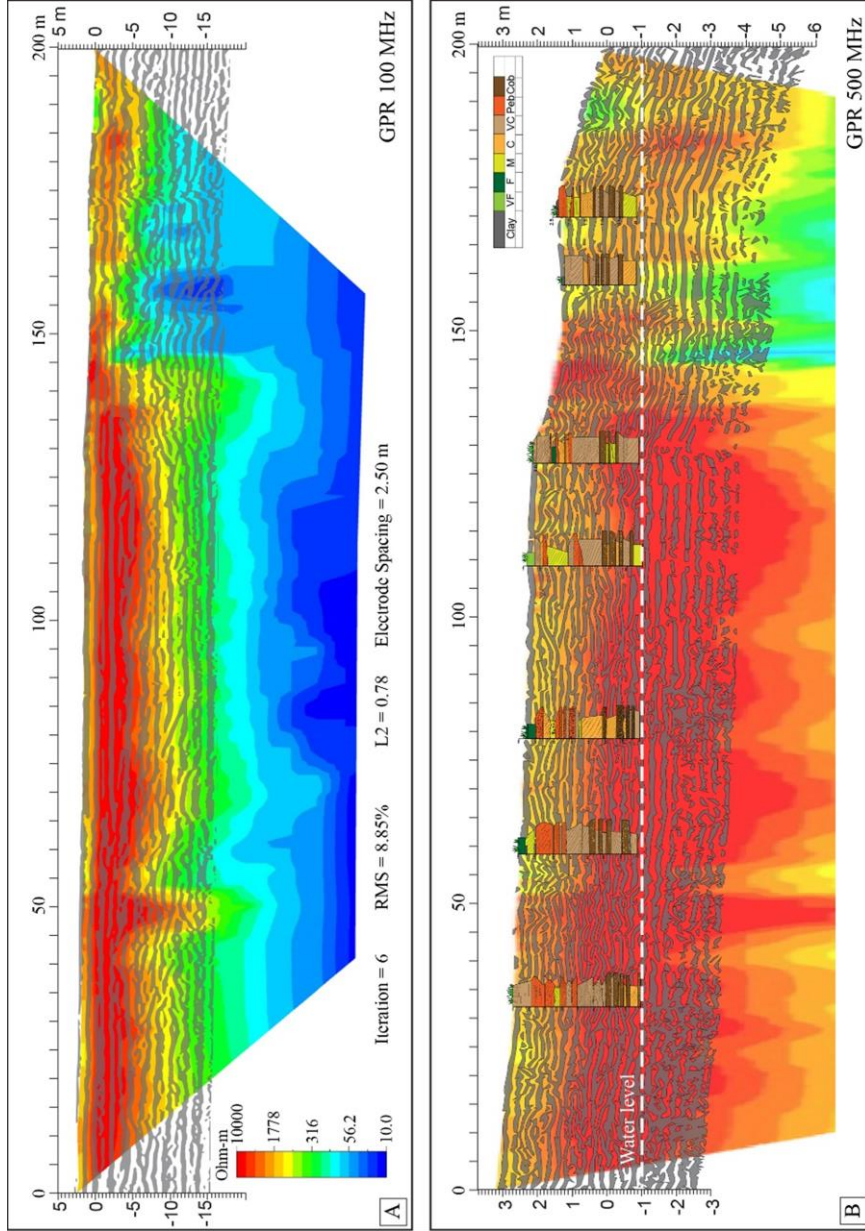 0
50
100
150
200 m
5 m
0
-5
-10
-15
5
0
-5
-10
-15
Ohm-m
10000
1778
316
56.2
10.0
Iteration = 6
RMS = 8.85%
L2 = 0.78
Electrode Spacing = 2.50 m
A
GPR 100 MHz
0
50
100
150
200 m
3 m
2
1
0
-1
-2
-3
-4
-5
-6
3
2
1
0
-1
-2
-3
Clay
VF
F
M
C
VC
Peb
Cob
Water level
B
GPR 500 MHz